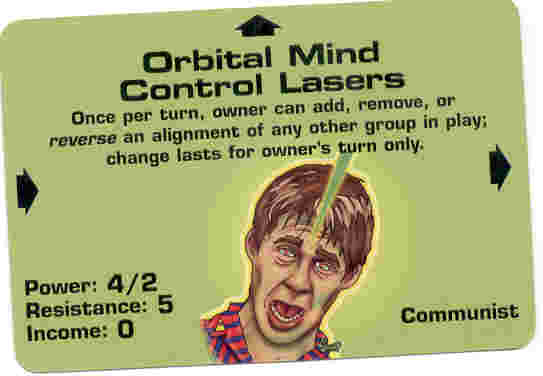 Orbital Mind
Control Lasers
Once per turn, owner can add, remove, or
reverse an alignment of any other group in play;
change lasts for owner's turn only.
Power: 4/2
Resistance: 5
Income: 0
Communist